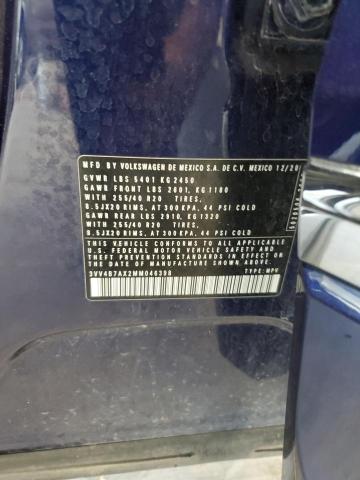 MFD BY VOLKSWAGEN DE MEXICO S.A. DE C.V. MEXICO 12/20
GVWR LBS 5401 KG 2450
GAWR FRONT LBS 2601, KG 1180
WITH 255/40 R20 TIRES,
8.5JX20 RIMS, AT 300 KPA, 44 PSI COLD
GAWR REAR LBS 2910, KG 1320
WITH 255/40 R20 TIRES,
8.5JX20 RIMS, AT 300 KPA, 44 PSI COLD
THIS VEHICLE CONFORMS TO ALL APPLICABLE
U.S. FEDERAL MOTOR VEHICLE SAFETY AND
THEFT PREVENTION STANDARDS IN EFFECT ON THE
DATE OF MANUFACTURE SHOWN ABOVE
3VV4B7AX2MM046398 TYPE: MPV